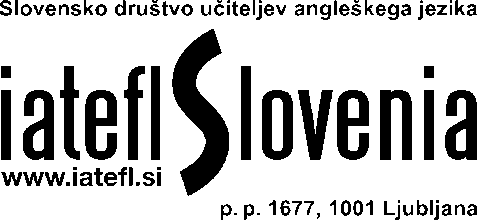 Slovensko društvo učiteljev angleškega jezika
iateflSlovenia
www.iatefl.si
p. p. 1677, 1001 Ljubljana